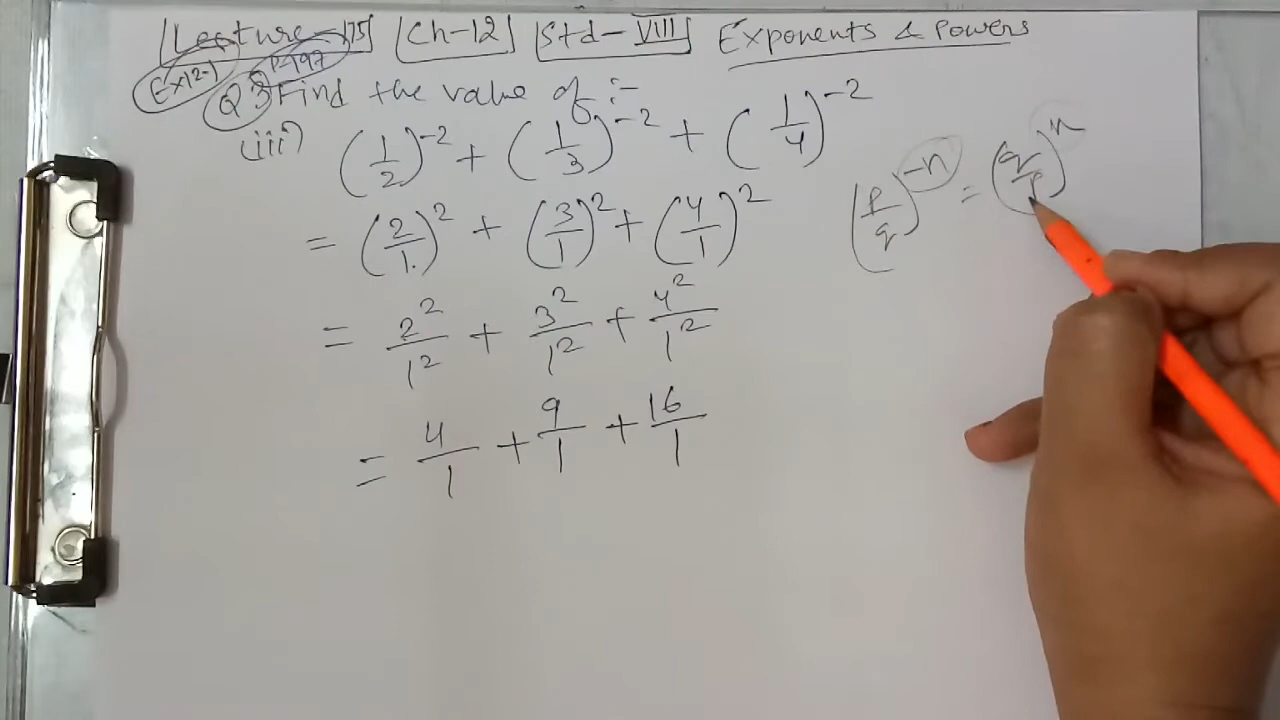 Lecture-175 Ch-12 Std-VIII Exponents & Powers
Ex12.1 P-197
Q3 Find the value of :-
(iii) (1/2)^-2 + (1/3)^-2 + (1/4)^-2
= (2/1)^2 + (3/1)^2 + (4/1)^2
(p/q)^-n = (q/p)^n
= 2^2/1^2 + 3^2/1^2 + 4^2/1^2
= 4/1 + 9/1 + 16/1